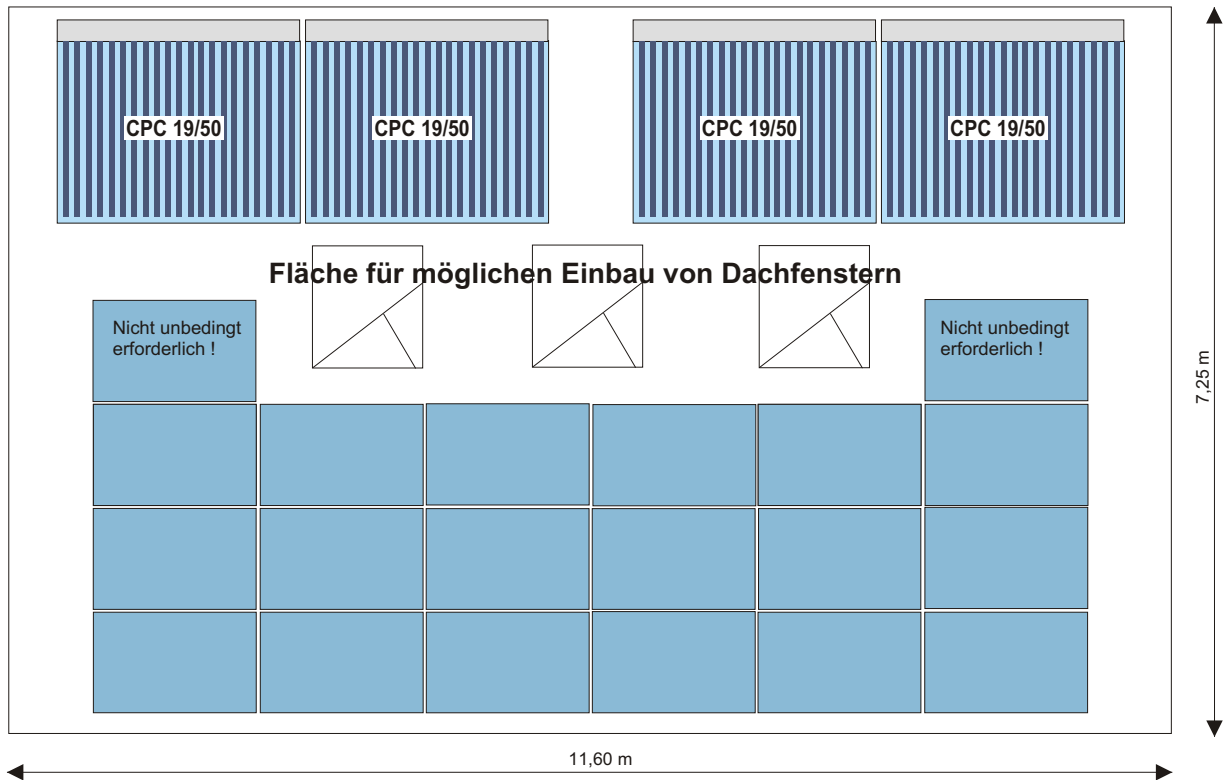 CPC 19/50
CPC 19/50
CPC 19/50
CPC 19/50
Fläche für möglichen Einbau von Dachfenstern
Nicht unbedingt
erforderlich !
Nicht unbedingt
erforderlich !
7,25 m
11,60 m